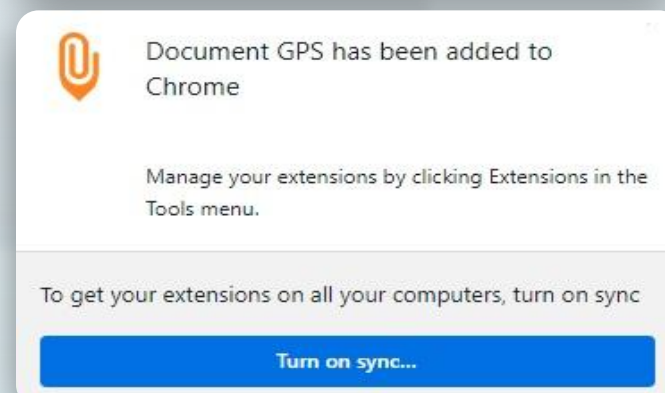 Document GPS has been added to
Chrome
Manage your extensions by clicking Extensions in the
Tools menu.
To get your extensions on all your computers, turn on sync
Turn on sync...